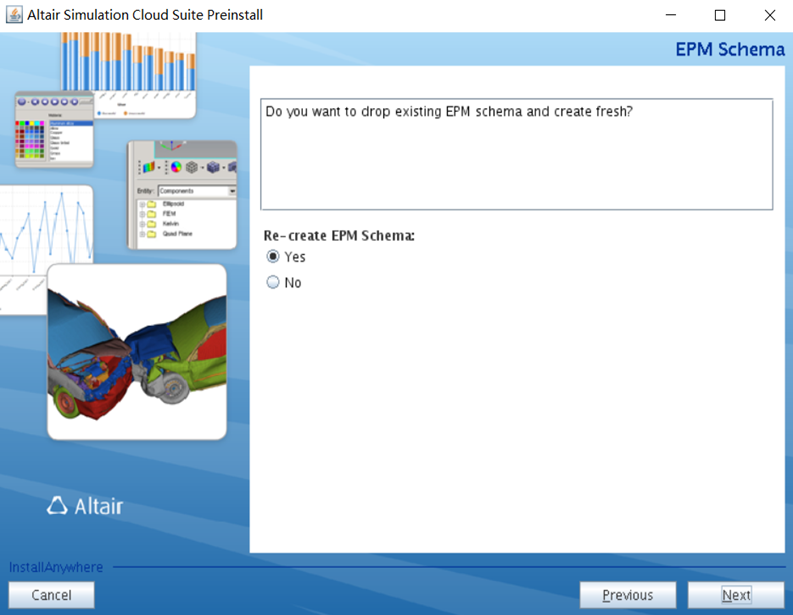 Altair Simulation Cloud Suite Preinstall
EPM Schema
Do you want to drop existing EPM schema and create fresh?
Entity: Components
Ellipsoid
FEM
Kelvin
Quad Plane
Re-create EPM Schema:
Yes
No
Altair
InstallAnywhere
Cancel
Previous
Next